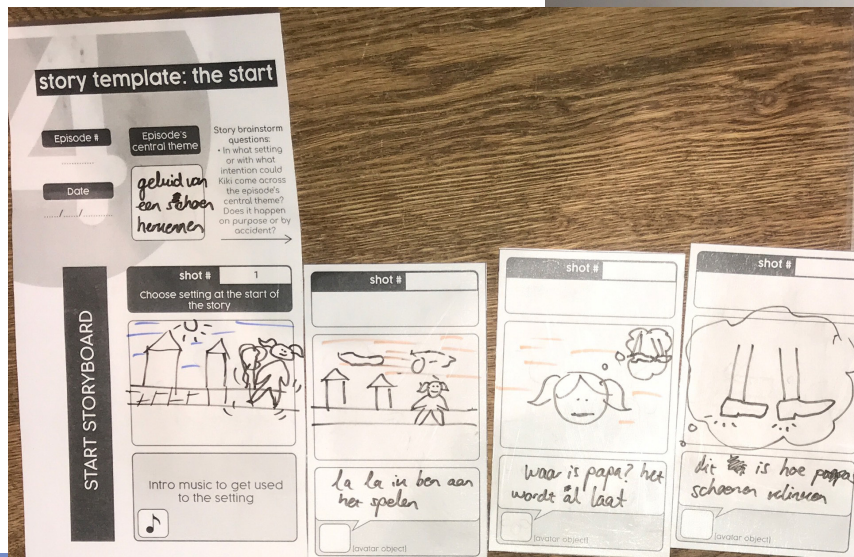 story template: the start
Episode #
Date
Episode's
central theme
geluid van
een schoen
herkennen
Story brainstorm
questions:
• In what setting
or with what
intention could
Kiki come across
the episode's
central theme?
Does it happen
on purpose or by
accident?
START STORYBOARD
shot #
1
Choose setting at the start of
the story
Intro music to get used
to the setting
shot #
la la ik ben aan
het spelen
(avatar object)
shot #
waar is papa? het
wordt al laat
(avatar object)
shot #
dit is hoe papa
schoenen klinken
(avatar object)